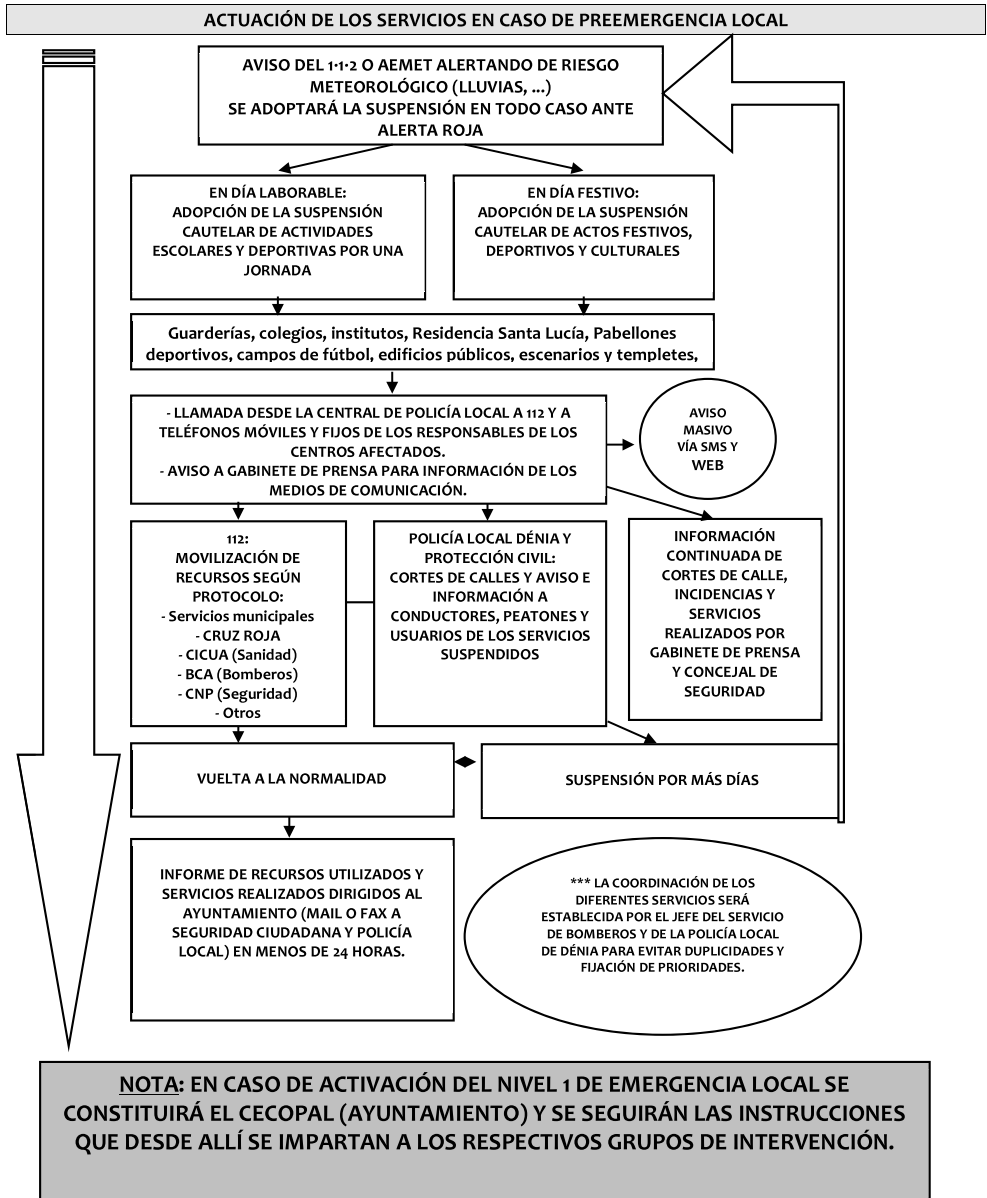 ACTUACIÓN DE LOS SERVICIOS EN CASO DE PREEMERGENCIA LOCAL
AVISO DEL 1·1·2 O AEMET ALERTANDO DE RIESGO
METEOROLÓGICO (LLUVIAS, ...)
SE ADOPTARÁ LA SUSPENSIÓN EN TODO CASO ANTE
ALERTA ROJA
EN DÍA LABORABLE:
ADOPCIÓN DE LA SUSPENSIÓN
CAUTELAR DE ACTIVIDADES
ESCOLARES Y DEPORTIVAS POR UNA
JORNADA
EN DÍA FESTIVO:
ADOPCIÓN DE LA SUSPENSIÓN
CAUTELAR DE ACTOS FESTIVOS,
DEPORTIVOS Y CULTURALES
Guarderías, colegios, institutos, Residencia Santa Lucía, Pabellones
deportivos, campos de fútbol, edificios públicos, escenarios y templetes,
- LLAMADA DESDE LA CENTRAL DE POLICÍA LOCAL A 112 Y A
TELÉFONOS MÓVILES Y FIJOS DE LOS RESPONSABLES DE LOS
CENTROS AFECTADOS.
- AVISO A GABINETE DE PRENSA PARA INFORMACIÓN DE LOS
MEDIOS DE COMUNICACIÓN.
AVISO
MASIVO
VÍA SMS Y
WEB
112:
MOVILIZACIÓN DE
RECURSOS SEGÚN
PROTOCOLO:
- Servicios municipales
- CRUZ ROJA
- CICUA (Sanidad)
- BCA (Bomberos)
- CNP (Seguridad)
- Otros
POLICÍA LOCAL DÉNIA Y
PROTECCIÓN CIVIL:
CORTES DE CALLES Y AVISO E
INFORMACIÓN A
CONDUCTORES, PEATONES Y
USUARIOS DE LOS SERVICIOS
SUSPENDIDOS
INFORMACIÓN
CONTINUADA DE
CORTES DE CALLE,
INCIDENCIAS Y
SERVICIOS
REALIZADOS POR
GABINETE DE PRENSA
Y CONCEJAL DE
SEGURIDAD
VUELTA A LA NORMALIDAD
SUSPENSIÓN POR MÁS DÍAS
INFORME DE RECURSOS UTILIZADOS Y
SERVICIOS REALIZADOS DIRIGIDOS AL
AYUNTAMIENTO (MAIL O FAX A
SEGURIDAD CIUDADANA Y POLICÍA
LOCAL) EN MENOS DE 24 HORAS.
*** LA COORDINACIÓN DE LOS
DIFERENTES SERVICIOS SERÁ
ESTABLECIDA POR EL JEFE DEL SERVICIO
DE BOMBEROS Y DE LA POLICÍA LOCAL
DE DÉNIA PARA EVITAR DUPLICIDADES Y
FIJACIÓN DE PRIORIDADES.
NOTA: EN CASO DE ACTIVACIÓN DEL NIVEL 1 DE EMERGENCIA LOCAL SE
CONSTITUIRÁ EL CECOPAL (AYUNTAMIENTO) Y SE SEGUIRÁN LAS INSTRUCCIONES
QUE DESDE ALLÍ SE IMPARTAN A LOS RESPECTIVOS GRUPOS DE INTERVENCIÓN.